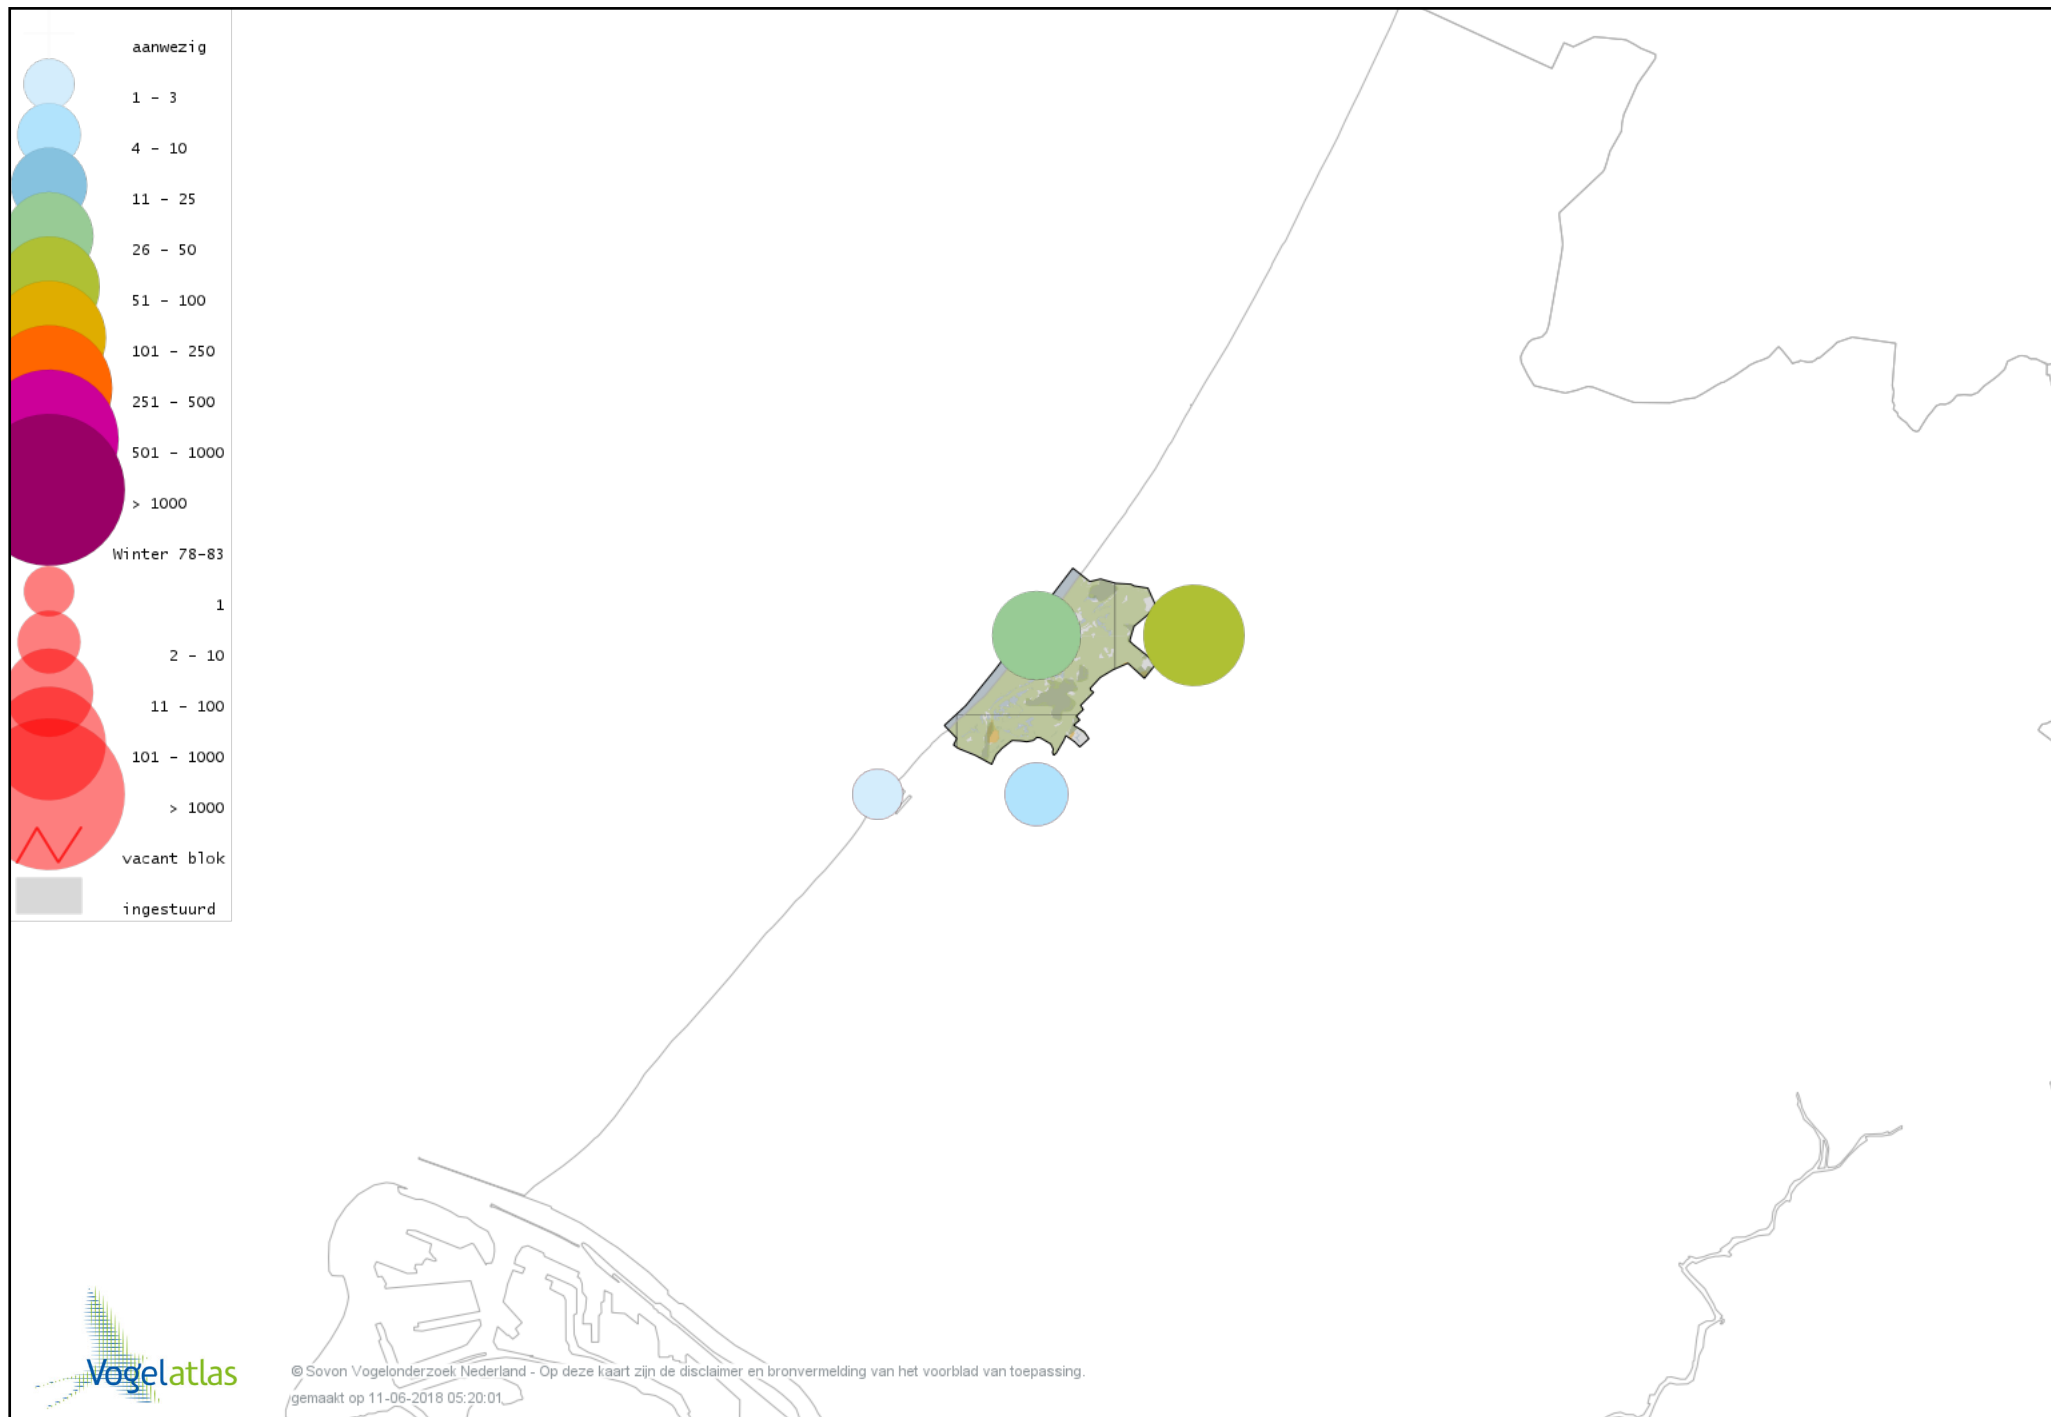 aanwezig
1 - 3
4 - 10
11 - 25
26 - 50
51 - 100
101 - 250
251 - 500
501 - 1000
> 1000
Winter 78-83
1
2 - 10
11 - 100
101 - 1000
> 1000
vacant blok
ingestuurd
Vogelatlas
© Sovon Vogelonderzoek Nederland - Op deze kaart zijn de disclaimer en bronvermelding van het voorblad van toepassing.
gemaakt op 11-06-2018 05:20:01